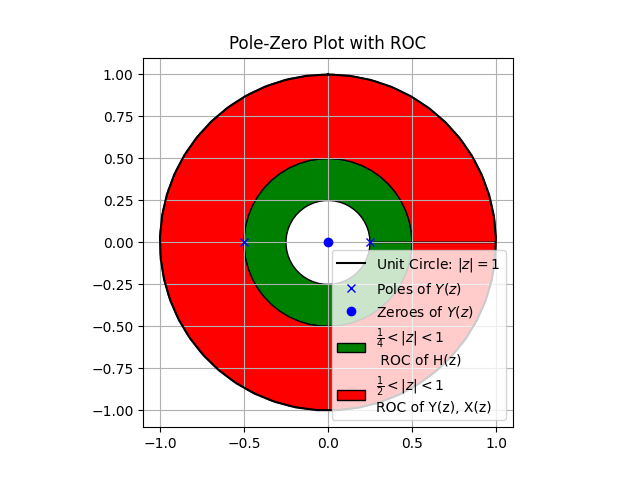 Pole-Zero Plot with ROC
1.00
0.75
0.50
0.25
0.00
−0.25
−0.50
−0.75
−1.00
−1.0
−0.5
0.0
0.5
1.0
Unit Circle: |z| = 1
Poles of Y(z)
Zeroes of Y(z)
1/4 < |z| < 1
ROC of H(z)
1/2 < |z| < 1
ROC of Y(z), X(z)